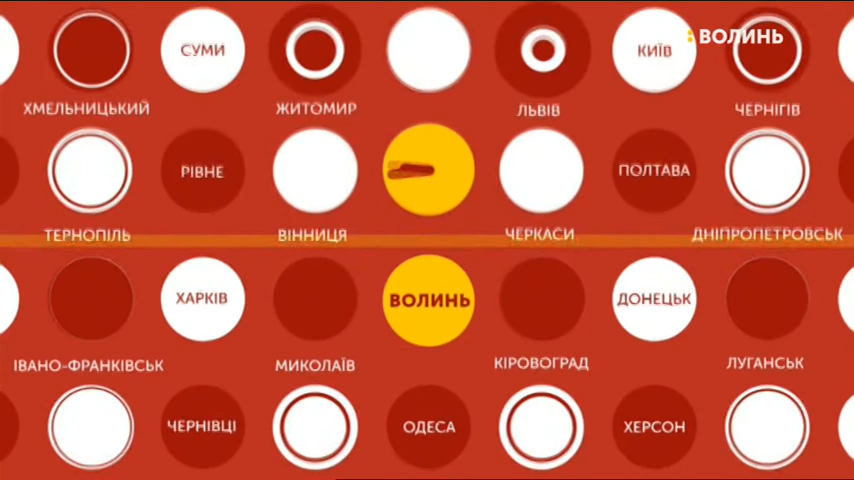 ВОЛИНЬ
СУМИ
КИЇВ
ХМЕЛЬНИЦЬКИЙ
ЖИТОМИР
ЛЬВІВ
ЧЕРНІГІВ
РІВНЕ
ПОЛТАВА
ТЕРНОПІЛЬ
ВІННИЦЯ
ЧЕРКАСИ
ДНІПРОПЕТРОВСЬК
ХАРКІВ
ВОЛИНЬ
ДОНЕЦЬК
ІВАНО-ФРАНКІВСЬК
МИКОЛАЇВ
КІРОВОГРАД
ЛУГАНСЬК
ЧЕРНІВЦІ
ОДЕСА
ХЕРСОН